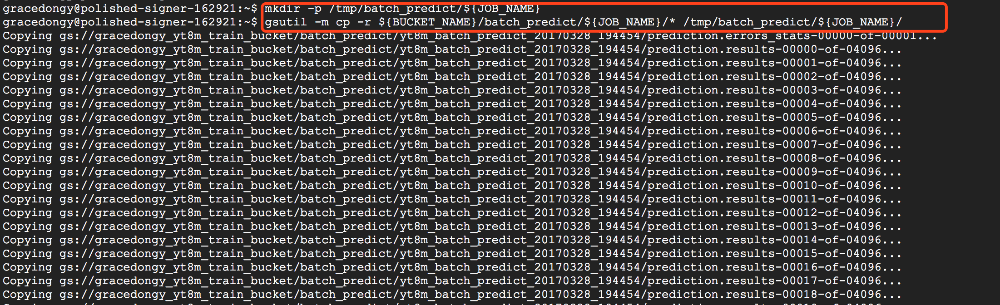 gracedongy@polished-signer-162921:~$ mkdir -p /tmp/batch_predict/${JOB_NAME}
gracedongy@polished-signer-162921:~$ gsutil -m cp -r ${BUCKET_NAME}/batch_predict/${JOB_NAME}/* /tmp/batch_predict/${JOB_NAME}/
Copying gs://gracedongy_yt8m_train_bucket/batch_predict/yt8m_batch_predict_20170328_194454/prediction.errors_stats-00000-of-00001...
Copying gs://gracedongy_yt8m_train_bucket/batch_predict/yt8m_batch_predict_20170328_194454/prediction.results-00000-of-04096...
Copying gs://gracedongy_yt8m_train_bucket/batch_predict/yt8m_batch_predict_20170328_194454/prediction.results-00001-of-04096...
Copying gs://gracedongy_yt8m_train_bucket/batch_predict/yt8m_batch_predict_20170328_194454/prediction.results-00002-of-04096...
Copying gs://gracedongy_yt8m_train_bucket/batch_predict/yt8m_batch_predict_20170328_194454/prediction.results-00003-of-04096...
Copying gs://gracedongy_yt8m_train_bucket/batch_predict/yt8m_batch_predict_20170328_194454/prediction.results-00004-of-04096...
Copying gs://gracedongy_yt8m_train_bucket/batch_predict/yt8m_batch_predict_20170328_194454/prediction.results-00005-of-04096...
Copying gs://gracedongy_yt8m_train_bucket/batch_predict/yt8m_batch_predict_20170328_194454/prediction.results-00006-of-04096...
Copying gs://gracedongy_yt8m_train_bucket/batch_predict/yt8m_batch_predict_20170328_194454/prediction.results-00007-of-04096...
Copying gs://gracedongy_yt8m_train_bucket/batch_predict/yt8m_batch_predict_20170328_194454/prediction.results-00008-of-04096...
Copying gs://gracedongy_yt8m_train_bucket/batch_predict/yt8m_batch_predict_20170328_194454/prediction.results-00009-of-04096...
Copying gs://gracedongy_yt8m_train_bucket/batch_predict/yt8m_batch_predict_20170328_194454/prediction.results-00010-of-04096...
Copying gs://gracedongy_yt8m_train_bucket/batch_predict/yt8m_batch_predict_20170328_194454/prediction.results-00011-of-04096...
Copying gs://gracedongy_yt8m_train_bucket/batch_predict/yt8m_batch_predict_20170328_194454/prediction.results-00012-of-04096...
Copying gs://gracedongy_yt8m_train_bucket/batch_predict/yt8m_batch_predict_20170328_194454/prediction.results-00013-of-04096...
Copying gs://gracedongy_yt8m_train_bucket/batch_predict/yt8m_batch_predict_20170328_194454/prediction.results-00014-of-04096...
Copying gs://gracedongy_yt8m_train_bucket/batch_predict/yt8m_batch_predict_20170328_194454/prediction.results-00015-of-04096...
Copying gs://gracedongy_yt8m_train_bucket/batch_predict/yt8m_batch_predict_20170328_194454/prediction.results-00016-of-04096...
Copying gs://gracedongy_yt8m_train_bucket/batch_predict/yt8m_batch_predict_20170328_194454/prediction.results-00017-of-04096...
Copying gs://gracedongy_yt8m_train_bucket/batch_predict/yt8m_batch_predict_20170328_194454/prediction.results-00018-of-04096...